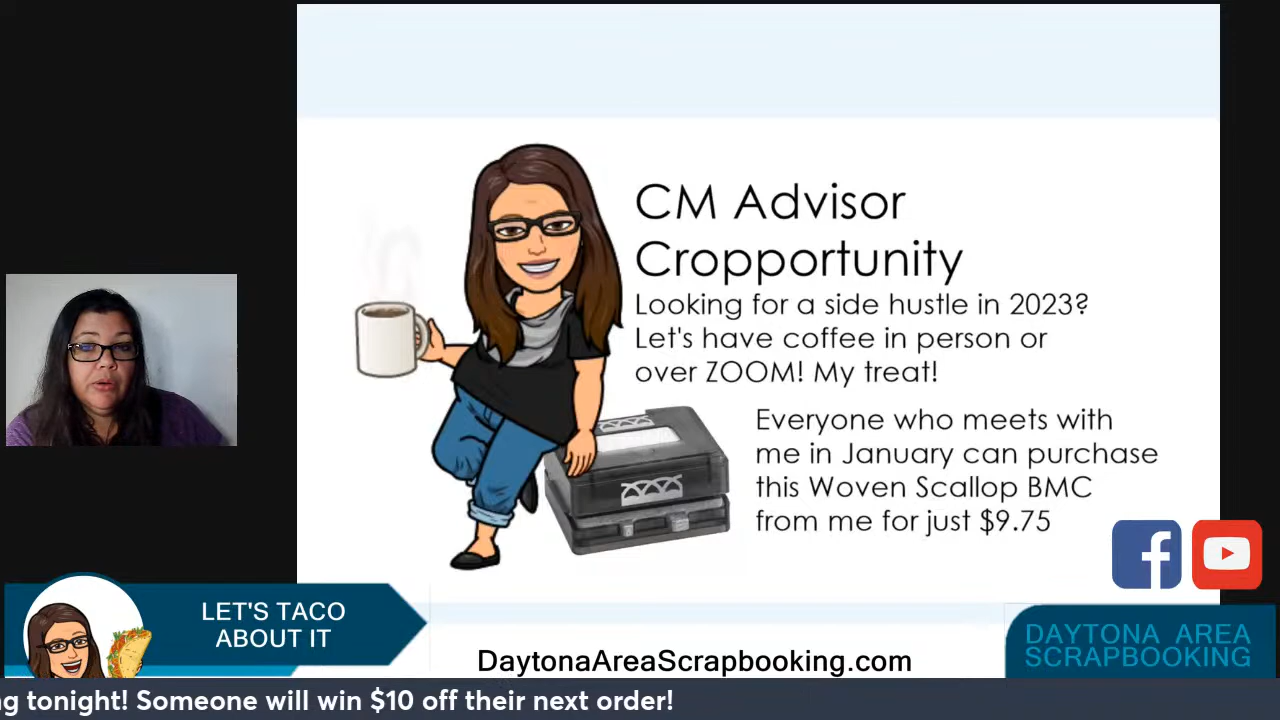 CM Advisor
Cropportunity
Looking for a side hustle in 2023?
Let's have coffee in person or
over ZOOM! My treat!
Everyone who meets with
me in January can purchase
this Woven Scallop BMC
from me for just $9.75
LET'S TACO
ABOUT IT
DAYTONA AREA
SCRAPBOOKING
DaytonaAreaScrapbooking.com
tonight! Someone will win $10 off their next order!